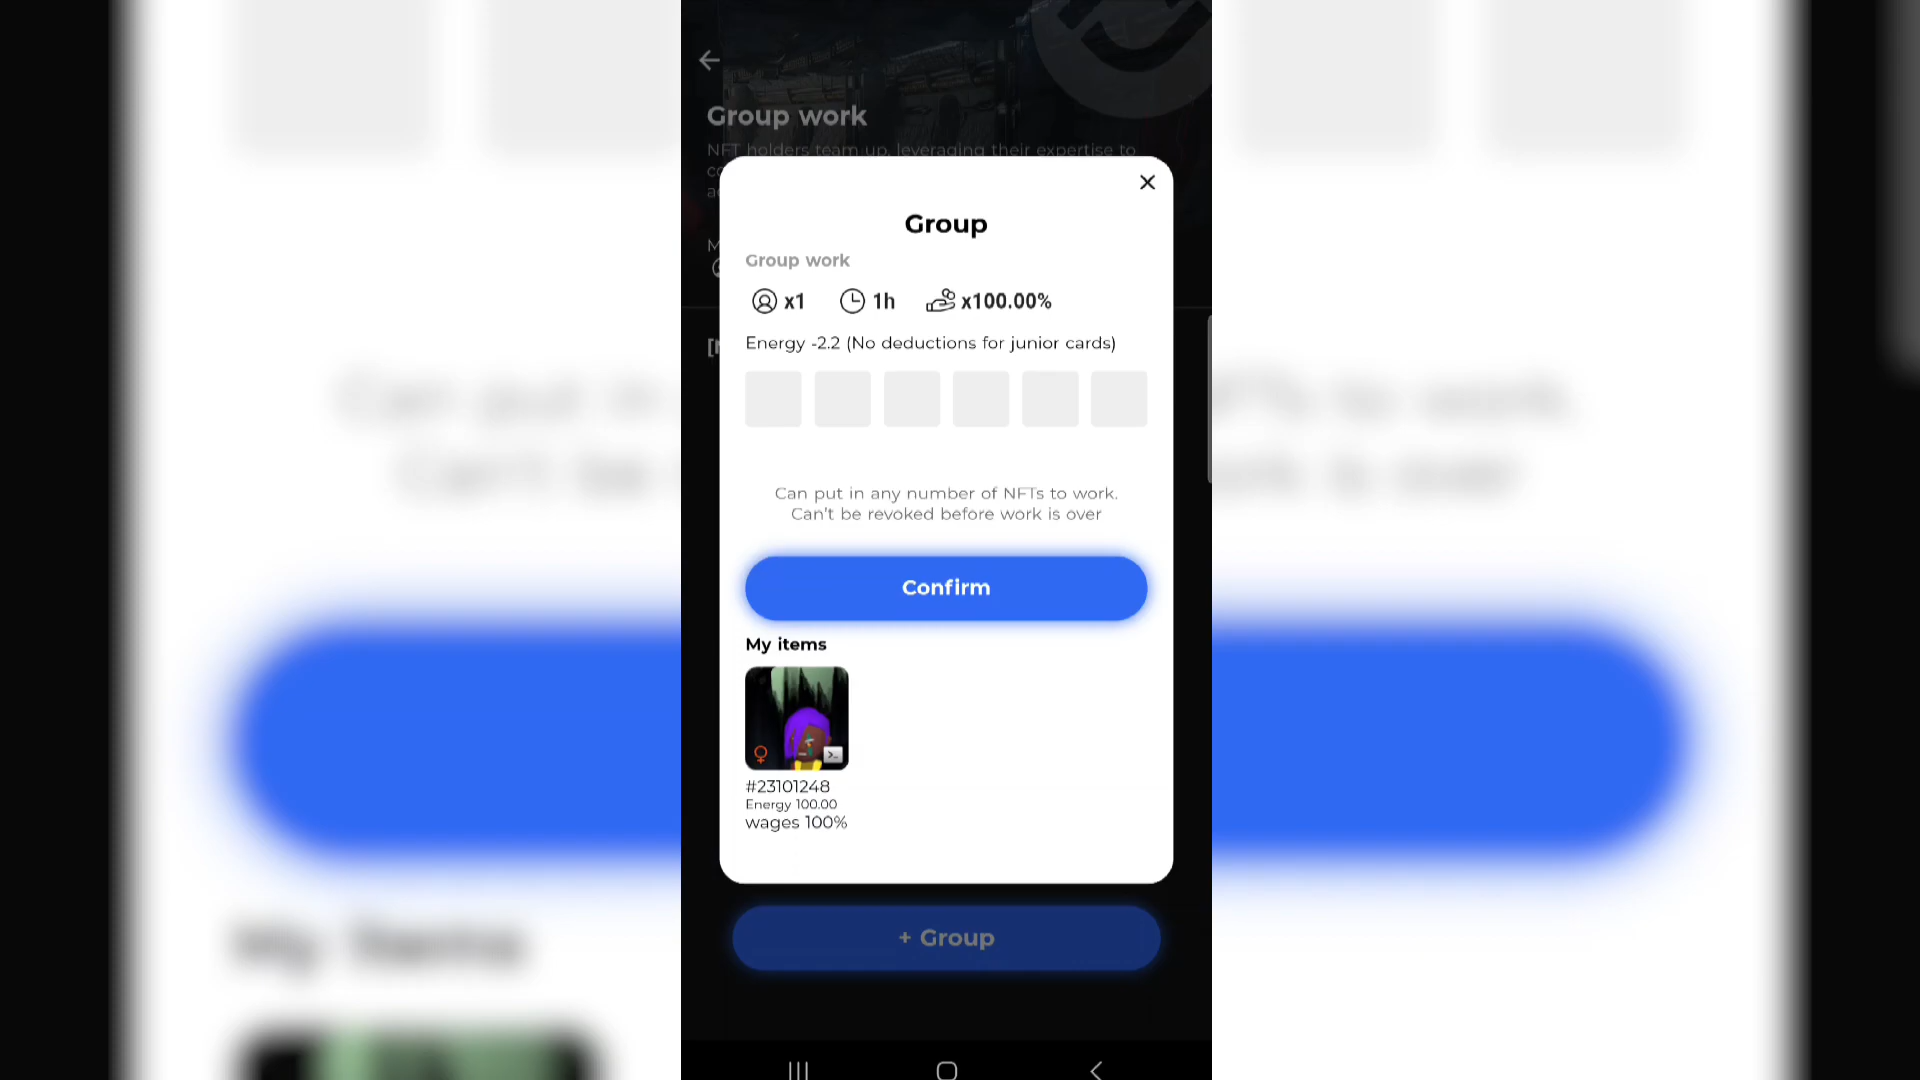 Group work
NFT holders team up, leveraging their expertise to
Group
Group work
x1 1h x100.00%
Energy -2.2 (No deductions for junior cards)
Can put in any number of NFTs to work.
Can't be revoked before work is over
Confirm
My items
>_
#23101248
Energy 100.00
wages 100%
+ Group